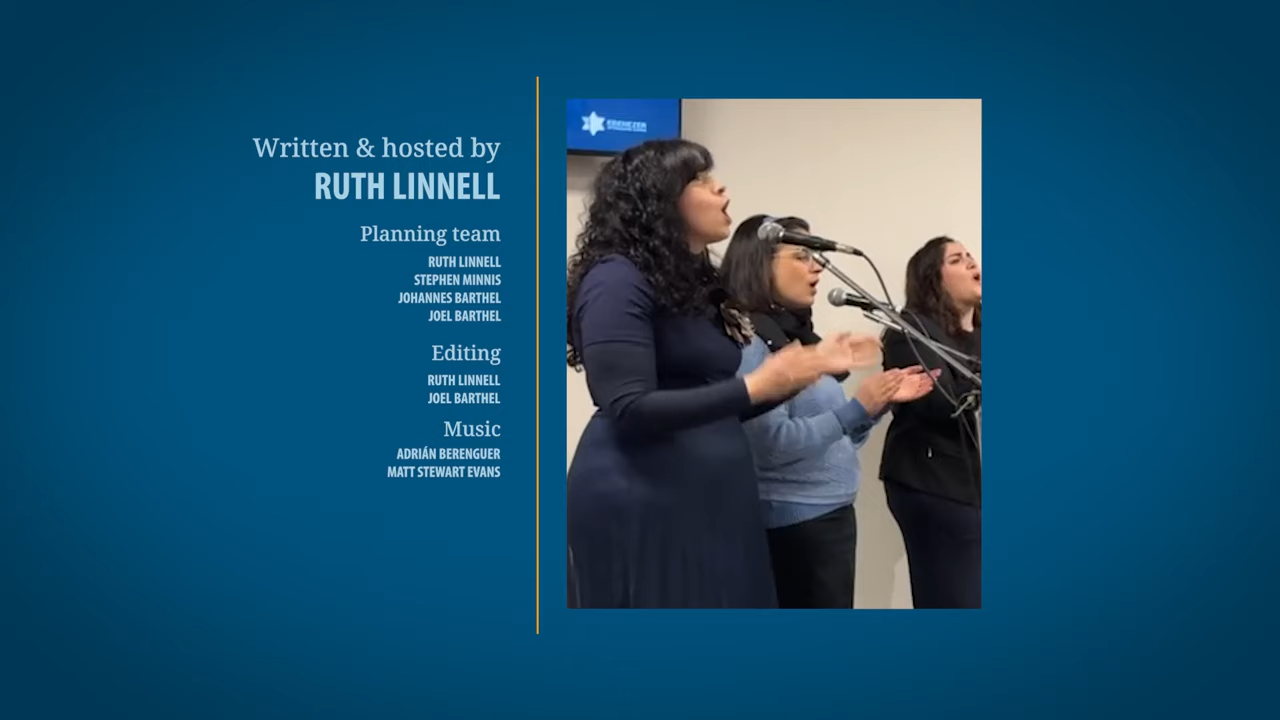 Written & hosted by
RUTH LINNELL
Planning team
RUTH LINNELL
STEPHEN MINNIS
JOHANNES BARTHEL
JOEL BARTHEL
Editing
RUTH LINNELL
JOEL BARTHEL
Music
ADRIÁN BERENGUER
MATT STEWART EVANS
EBENEZER